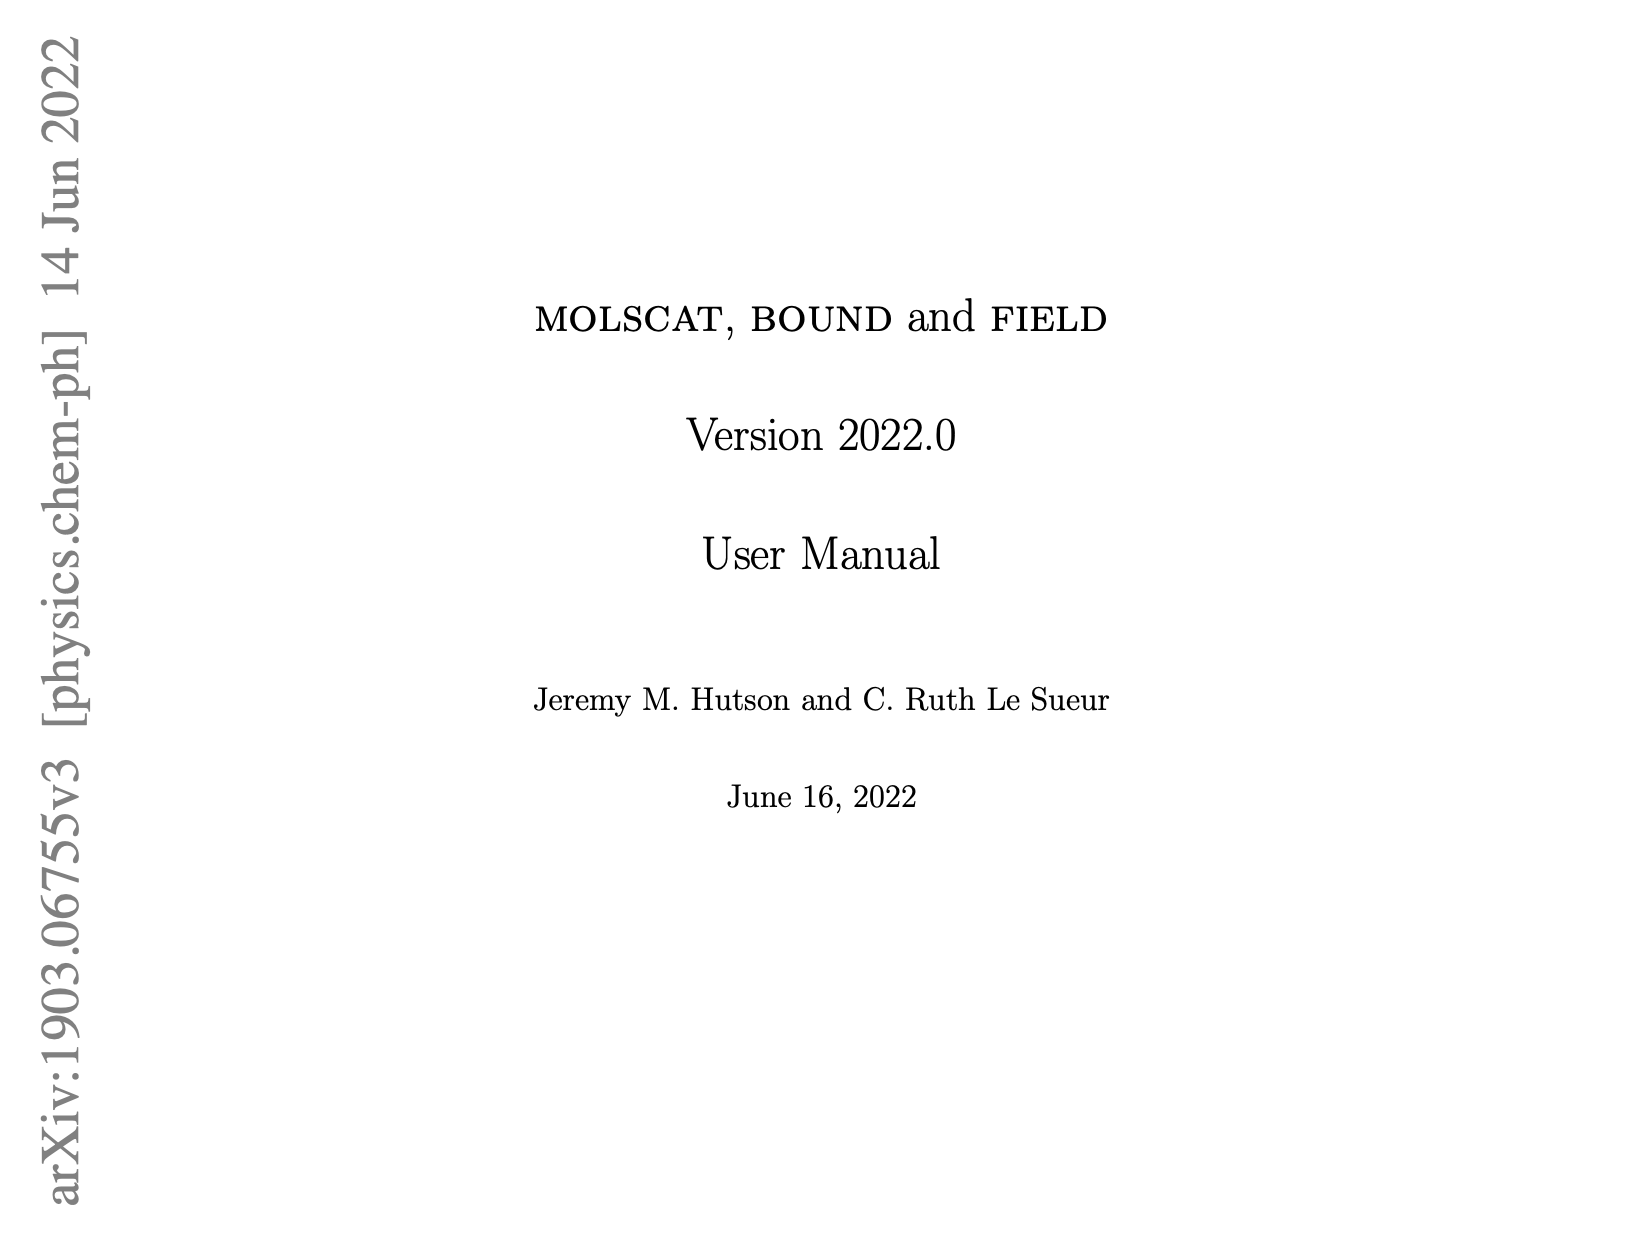 arXiv:1903.06755v3 [physics.chem-ph] 14 Jun 2022
MOLSCAT, BOUND and FIELD
Version 2022.0
User Manual
Jeremy M. Hutson and C. Ruth Le Sueur
June 16, 2022